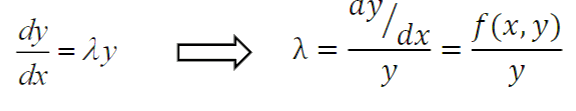 dy/dx = λy ⟹ λ = (dy/dx)/y = f(x, y)/y